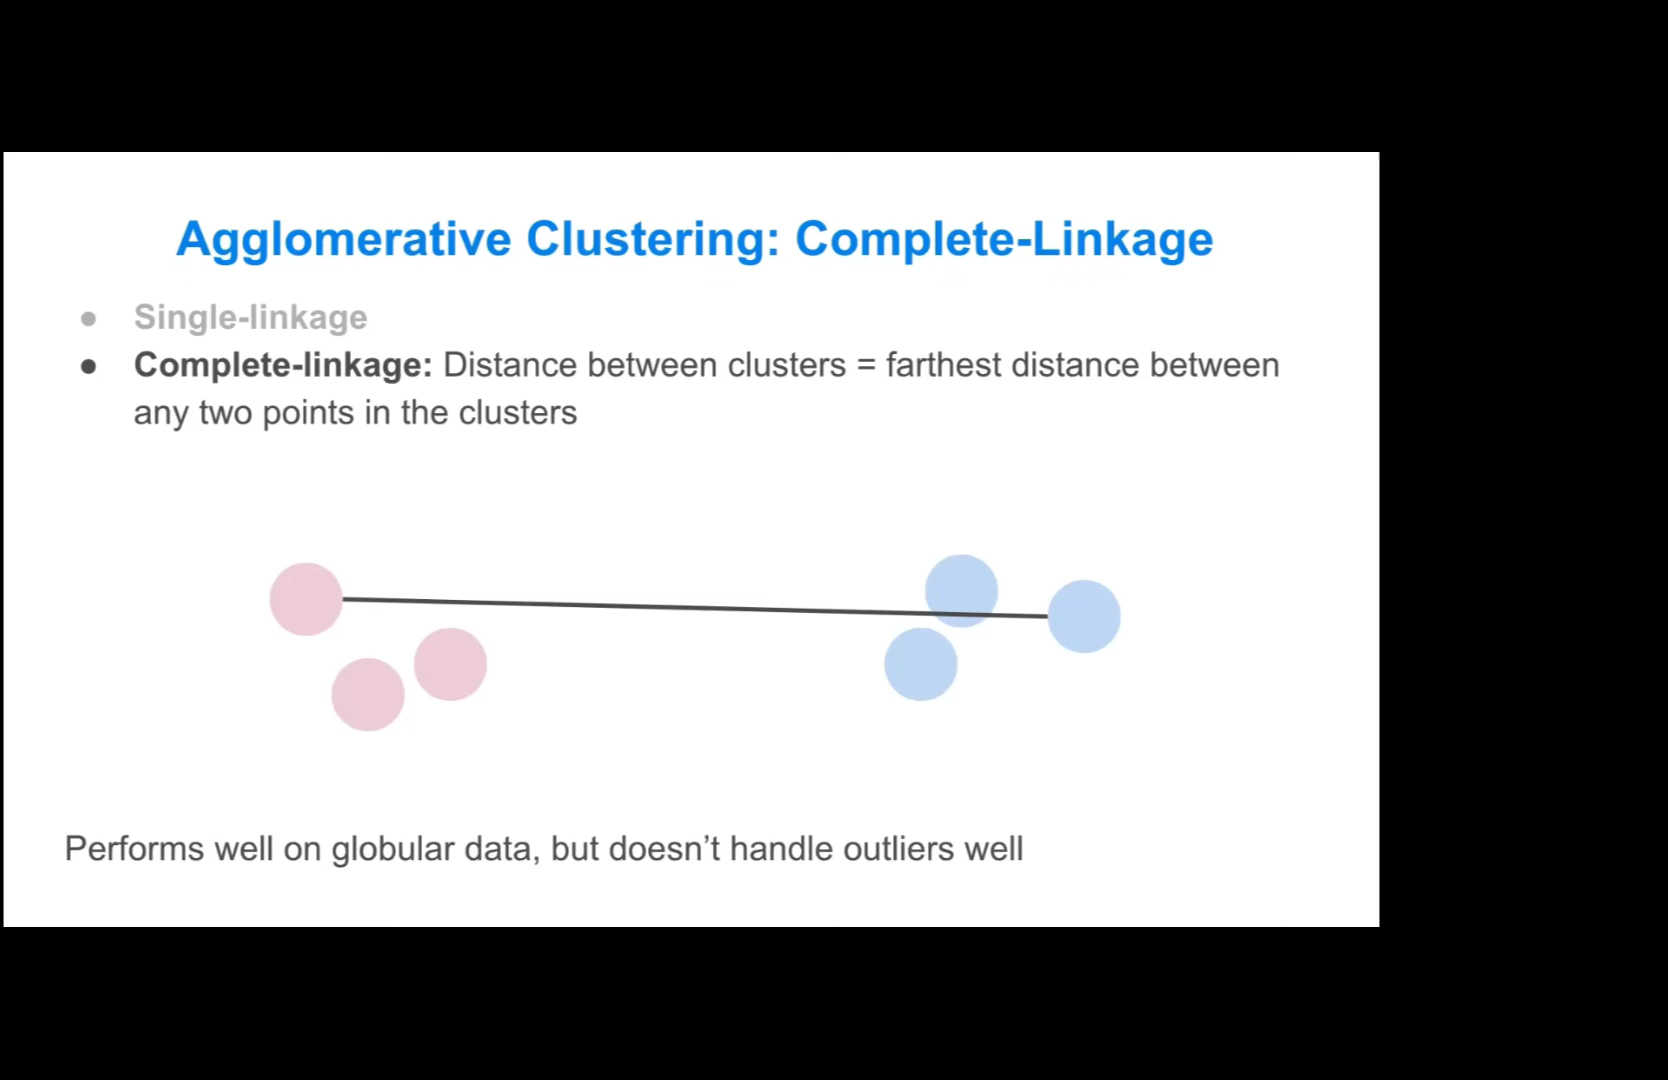 Agglomerative Clustering: Complete-Linkage
● Single-linkage
● Complete-linkage: Distance between clusters = farthest distance between
any two points in the clusters
Performs well on globular data, but doesn’t handle outliers well